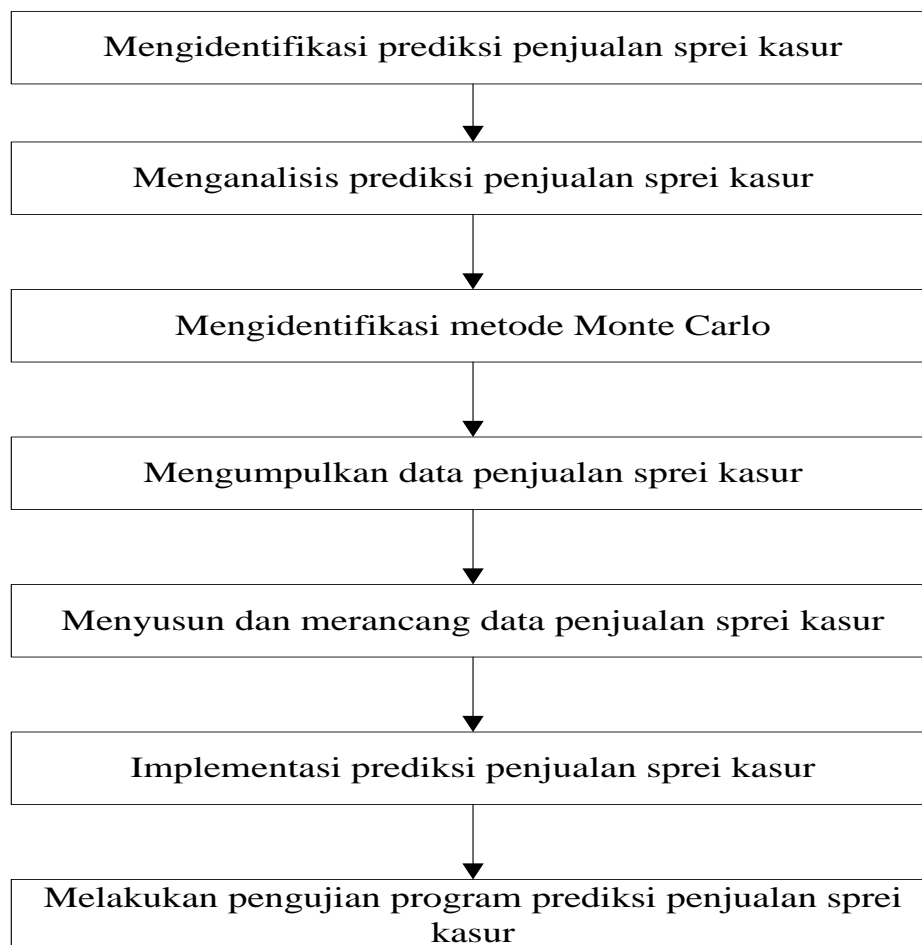 Mengidentifikasi prediksi penjualan sprei kasur
Menganalisis prediksi penjualan sprei kasur
Mengidentifikasi metode Monte Carlo
Mengumpulkan data penjualan sprei kasur
Menyusun dan merancang data penjualan sprei kasur
Implementasi prediksi penjualan sprei kasur
Melakukan pengujian program prediksi penjualan sprei
kasur